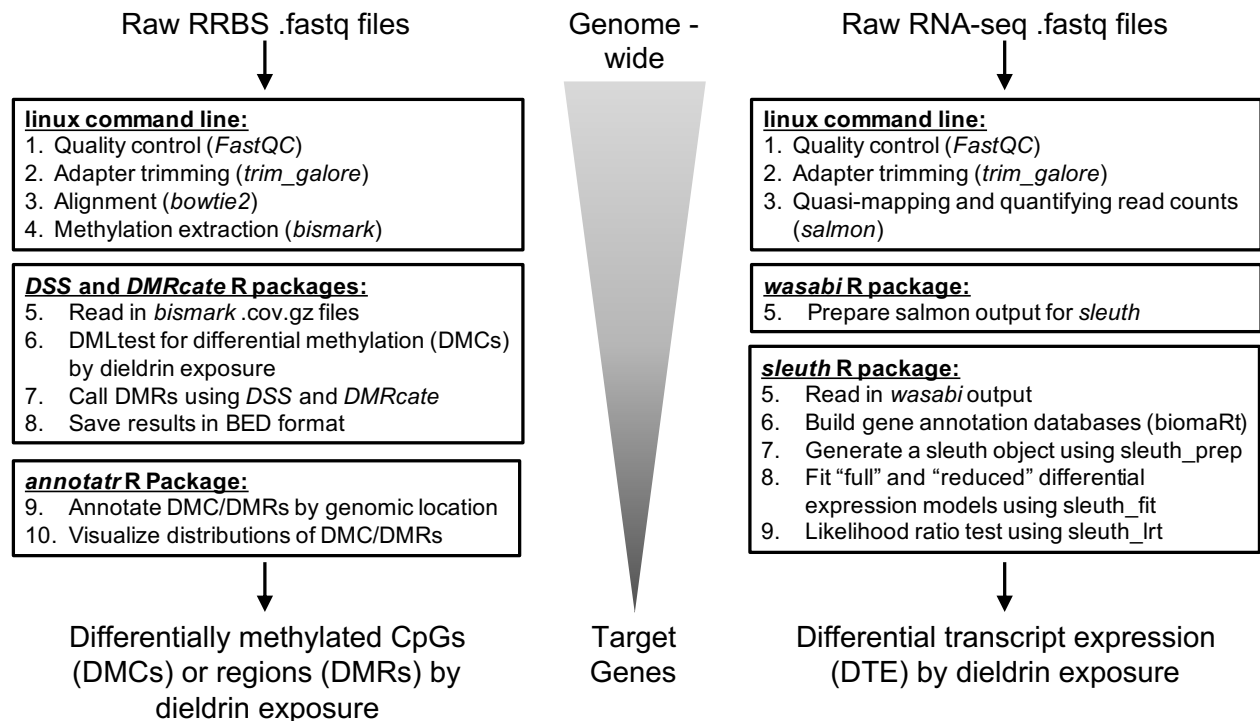 Raw RRBS .fastq files
linux command line:
1. Quality control (FastQC)
2. Adapter trimming (trim_galore)
3. Alignment (bowtie2)
4. Methylation extraction (bismark)
DSS and DMRcate R packages:
5. Read in bismark .cov.gz files
6. DMLtest for differential methylation (DMCs)
by dieldrin exposure
7. Call DMRs using DSS and DMRcate
8. Save results in BED format
annotatr R Package:
9. Annotate DMC/DMRs by genomic location
10. Visualize distributions of DMC/DMRs
Differentially methylated CpGs
(DMCs) or regions (DMRs) by
dieldrin exposure
Genome -
wide
Target
Genes
Raw RNA-seq .fastq files
linux command line:
1. Quality control (FastQC)
2. Adapter trimming (trim_galore)
3. Quasi-mapping and quantifying read counts
(salmon)
wasabi R package:
5. Prepare salmon output for sleuth
sleuth R package:
5. Read in wasabi output
6. Build gene annotation databases (biomaRt)
7. Generate a sleuth object using sleuth_prep
8. Fit “full” and “reduced” differential
expression models using sleuth_fit
9. Likelihood ratio test using sleuth_lrt
Differential transcript expression
(DTE) by dieldrin exposure